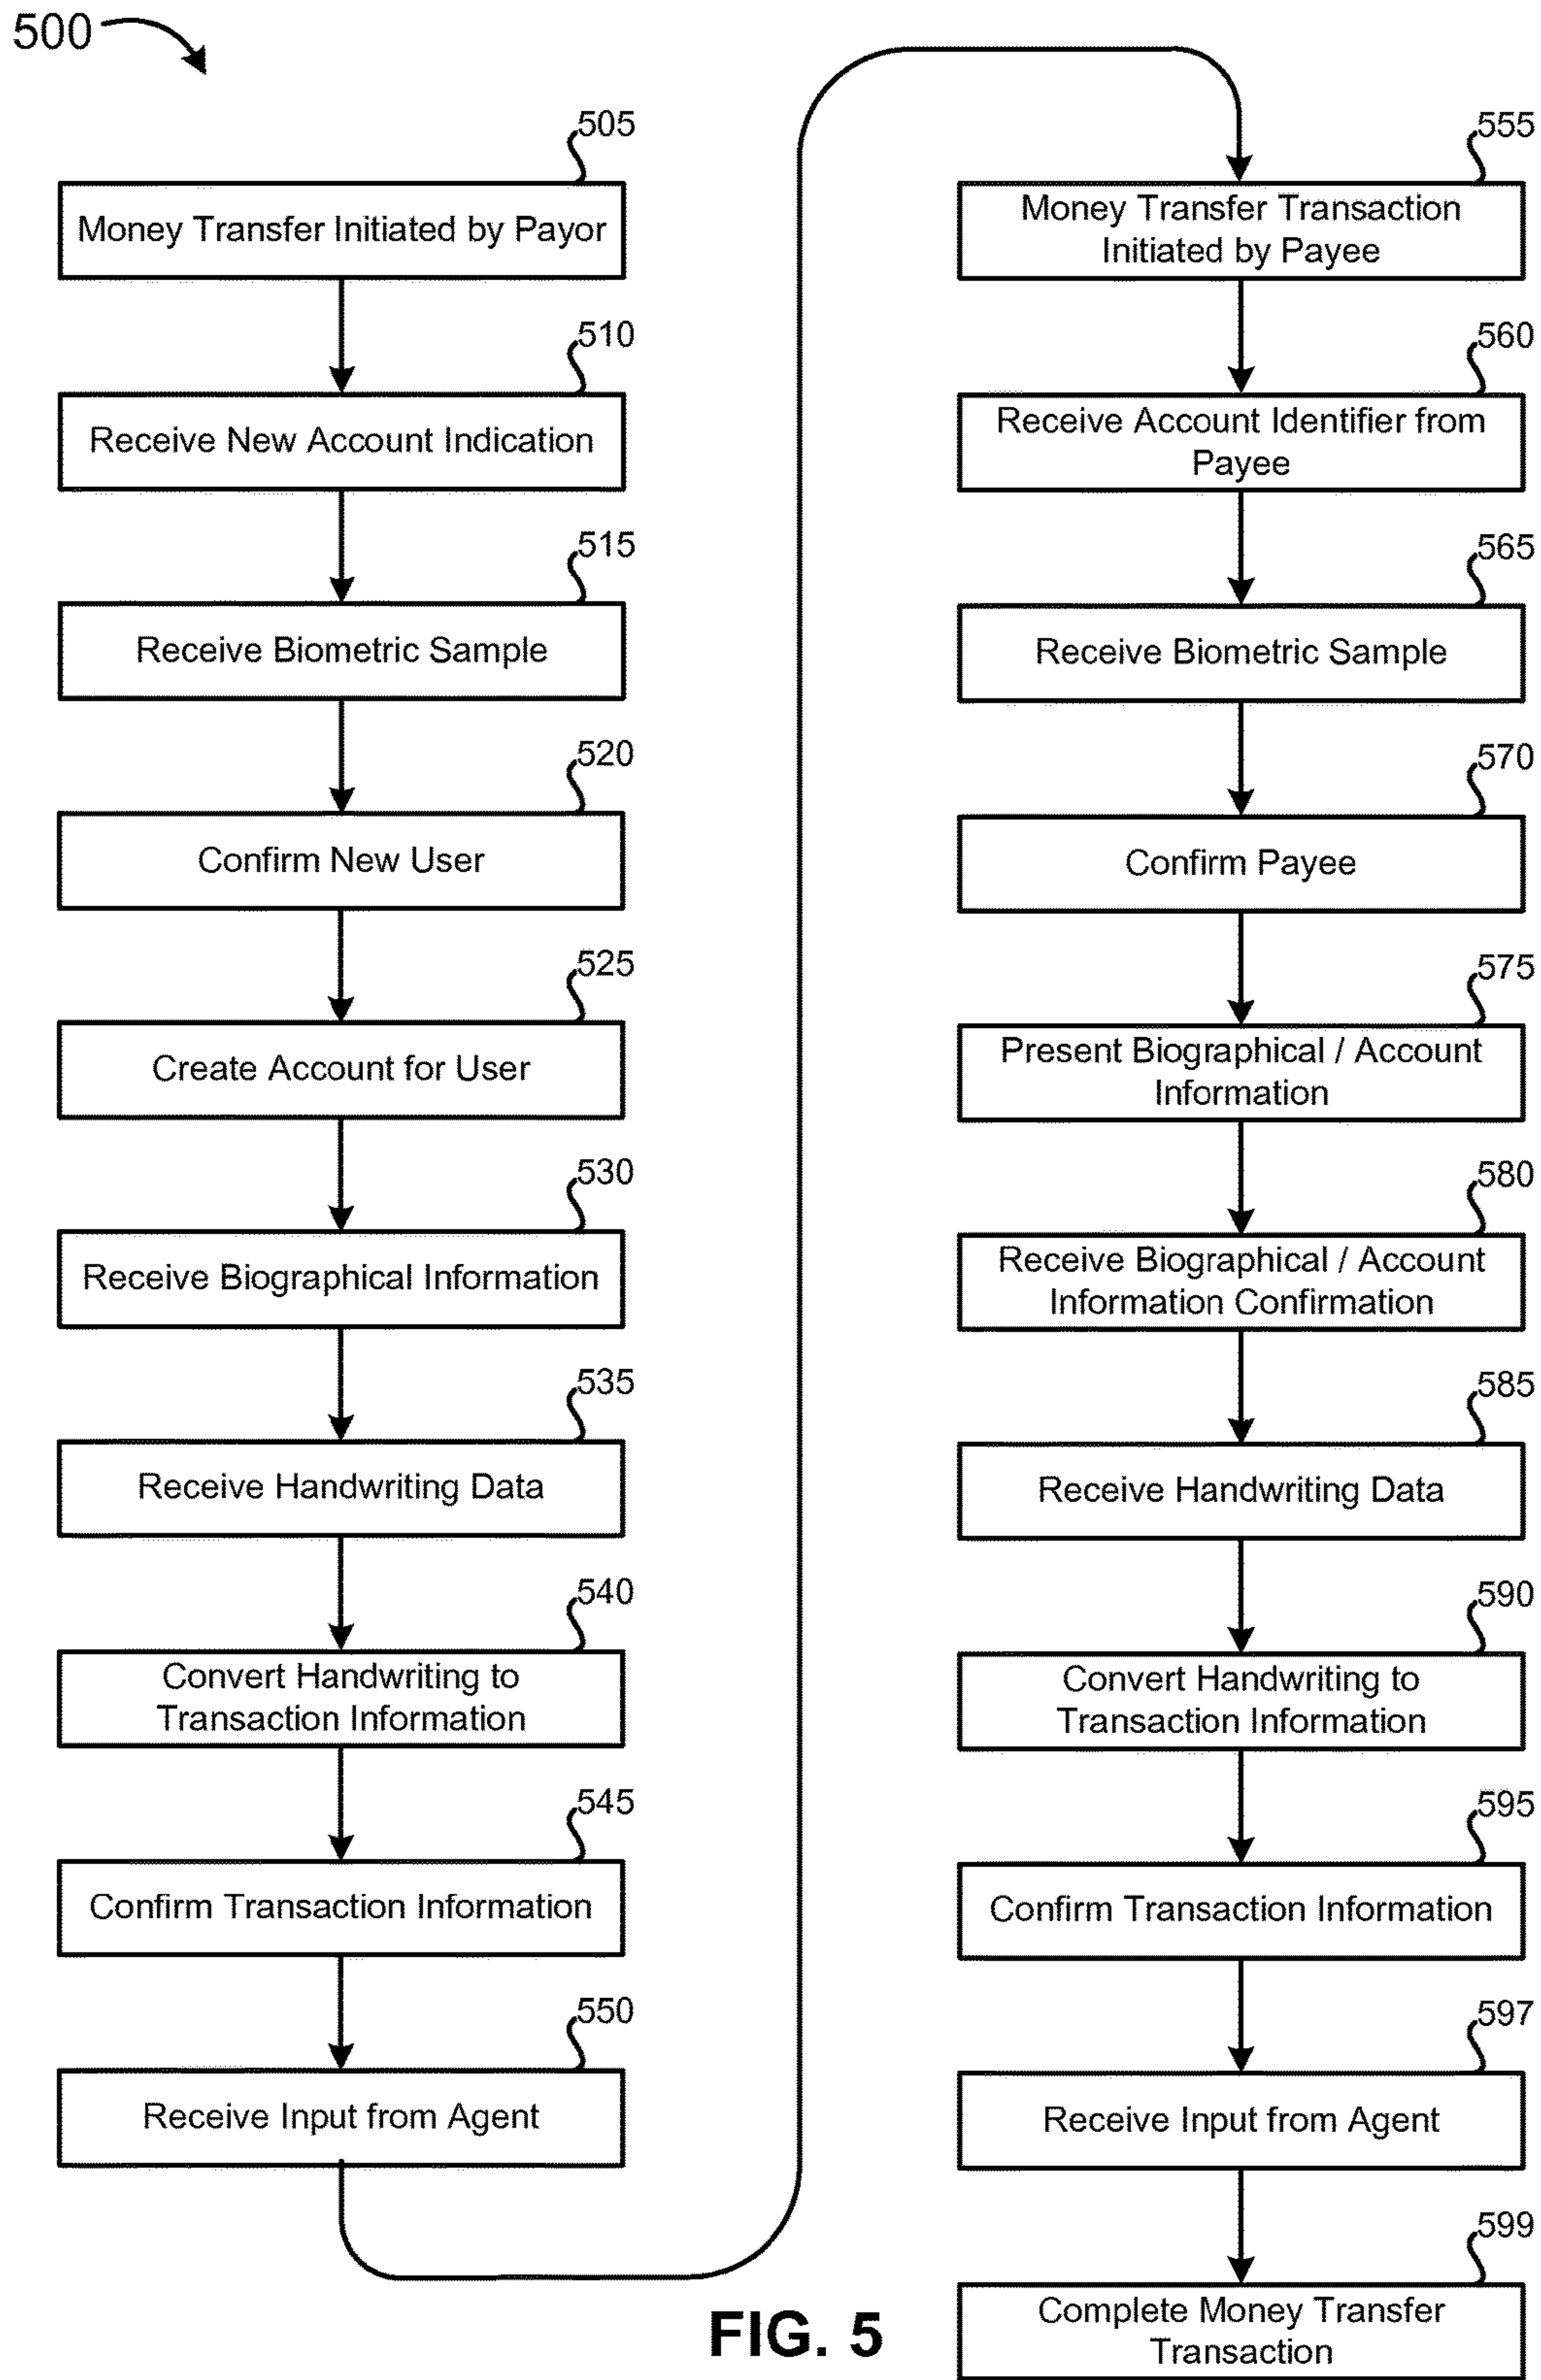 500
505
Money Transfer Initiated by Payor
510
Receive New Account Indication
515
Receive Biometric Sample
520
Confirm New User
525
Create Account for User
530
Receive Biographical Information
535
Receive Handwriting Data
540
Convert Handwriting to
Transaction Information
545
Confirm Transaction Information
550
Receive Input from Agent
555
Money Transfer Transaction
Initiated by Payee
560
Receive Account Identifier from
Payee
565
Receive Biometric Sample
570
Confirm Payee
575
Present Biographical / Account
Information
580
Receive Biographical / Account
Information Confirmation
585
Receive Handwriting Data
590
Convert Handwriting to
Transaction Information
595
Confirm Transaction Information
597
Receive Input from Agent
599
Complete Money Transfer
Transaction
FIG. 5